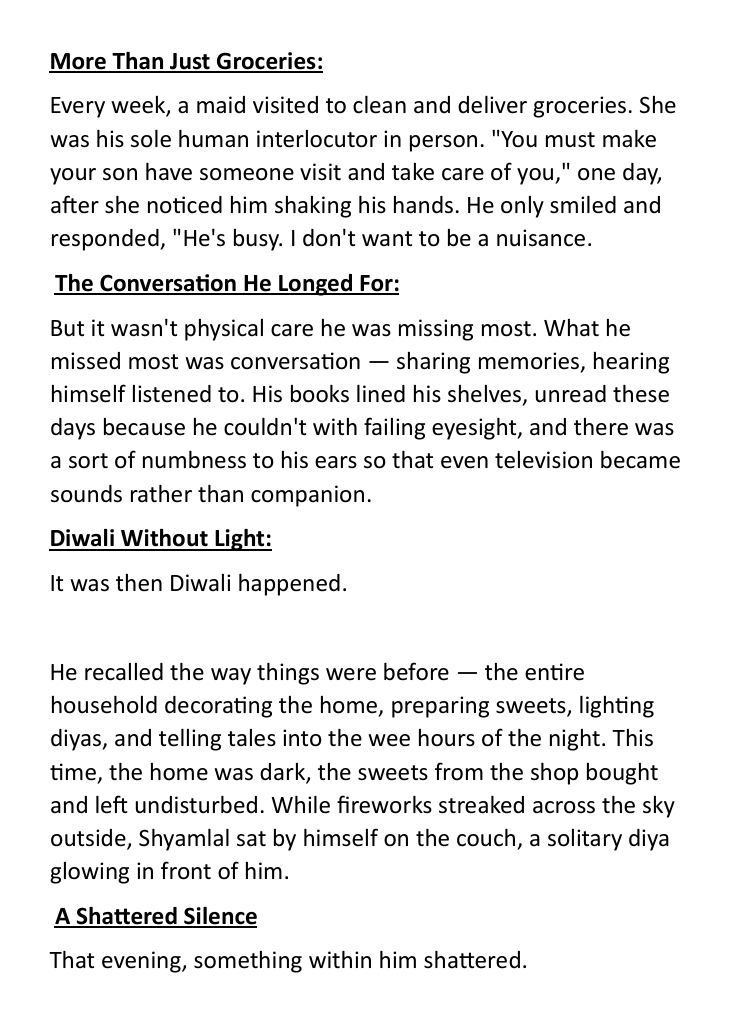 More Than Just Groceries:
Every week, a maid visited to clean and deliver groceries. She
was his sole human interlocutor in person. "You must make
your son have someone visit and take care of you," one day,
after she noticed him shaking his hands. He only smiled and
responded, "He's busy. I don't want to be a nuisance.
The Conversation He Longed For:
But it wasn't physical care he was missing most. What he
missed most was conversation — sharing memories, hearing
himself listened to. His books lined his shelves, unread these
days because he couldn't with failing eyesight, and there was
a sort of numbness to his ears so that even television became
sounds rather than companion.
Diwali Without Light:
It was then Diwali happened.
He recalled the way things were before — the entire
household decorating the home, preparing sweets, lighting
diyas, and telling tales into the wee hours of the night. This
time, the home was dark, the sweets from the shop bought
and left undisturbed. While fireworks streaked across the sky
outside, Shyamlal sat by himself on the couch, a solitary diya
glowing in front of him.
A Shattered Silence
That evening, something within him shattered.